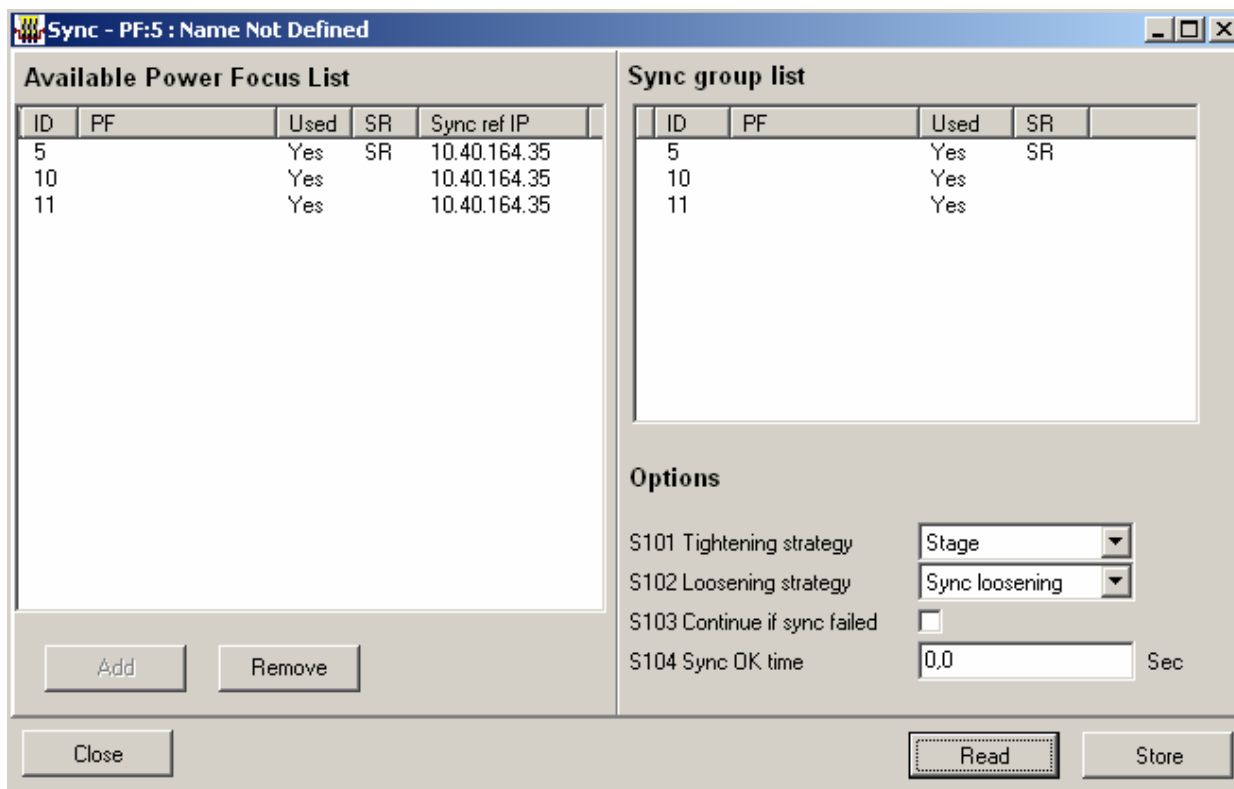 Sync - PF:5 : Name Not Defined
Available Power Focus List
ID PF Used SR Sync ref IP
5 Yes SR 10.40.164.35
10 Yes 10.40.164.35
11 Yes 10.40.164.35
Add Remove
Sync group list
ID PF Used SR
5 Yes SR
10 Yes
11 Yes
Options
S101 Tightening strategy Stage
S102 Loosening strategy Sync loosening
S103 Continue if sync failed
S104 Sync OK time 0,0 Sec
Close Read Store